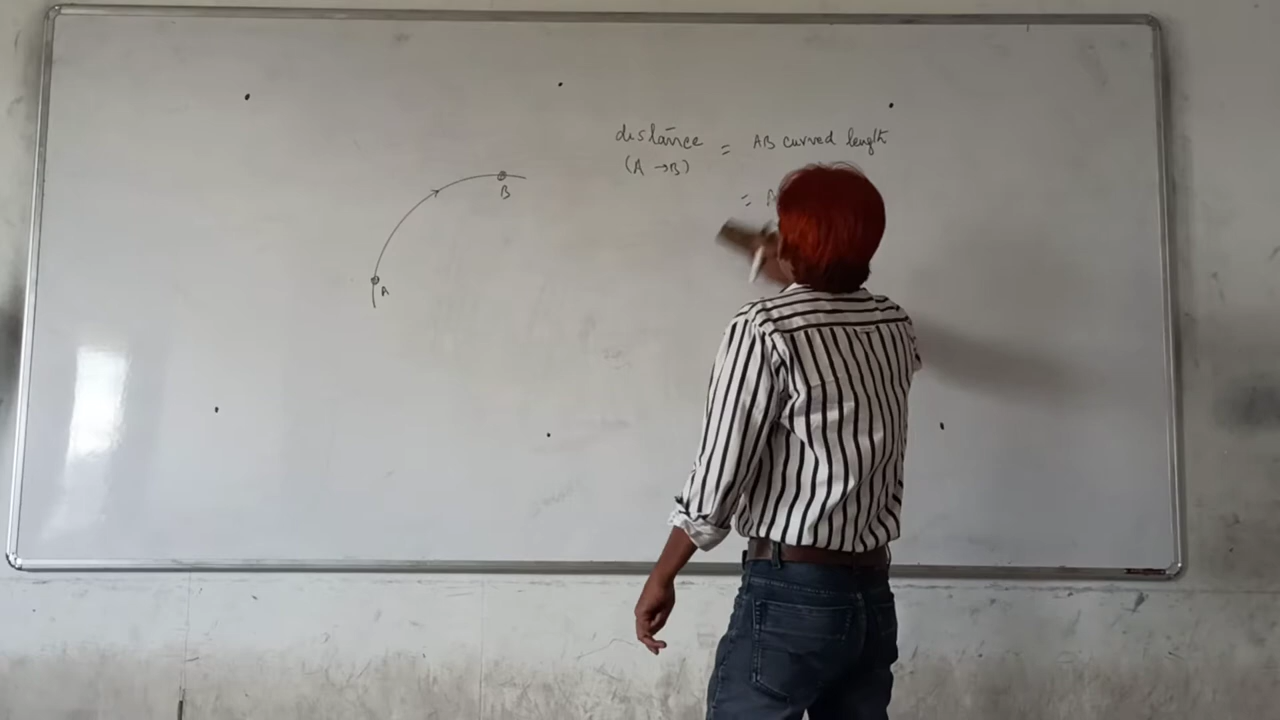 distance = AB curved length
(A → B)
= A
B
A